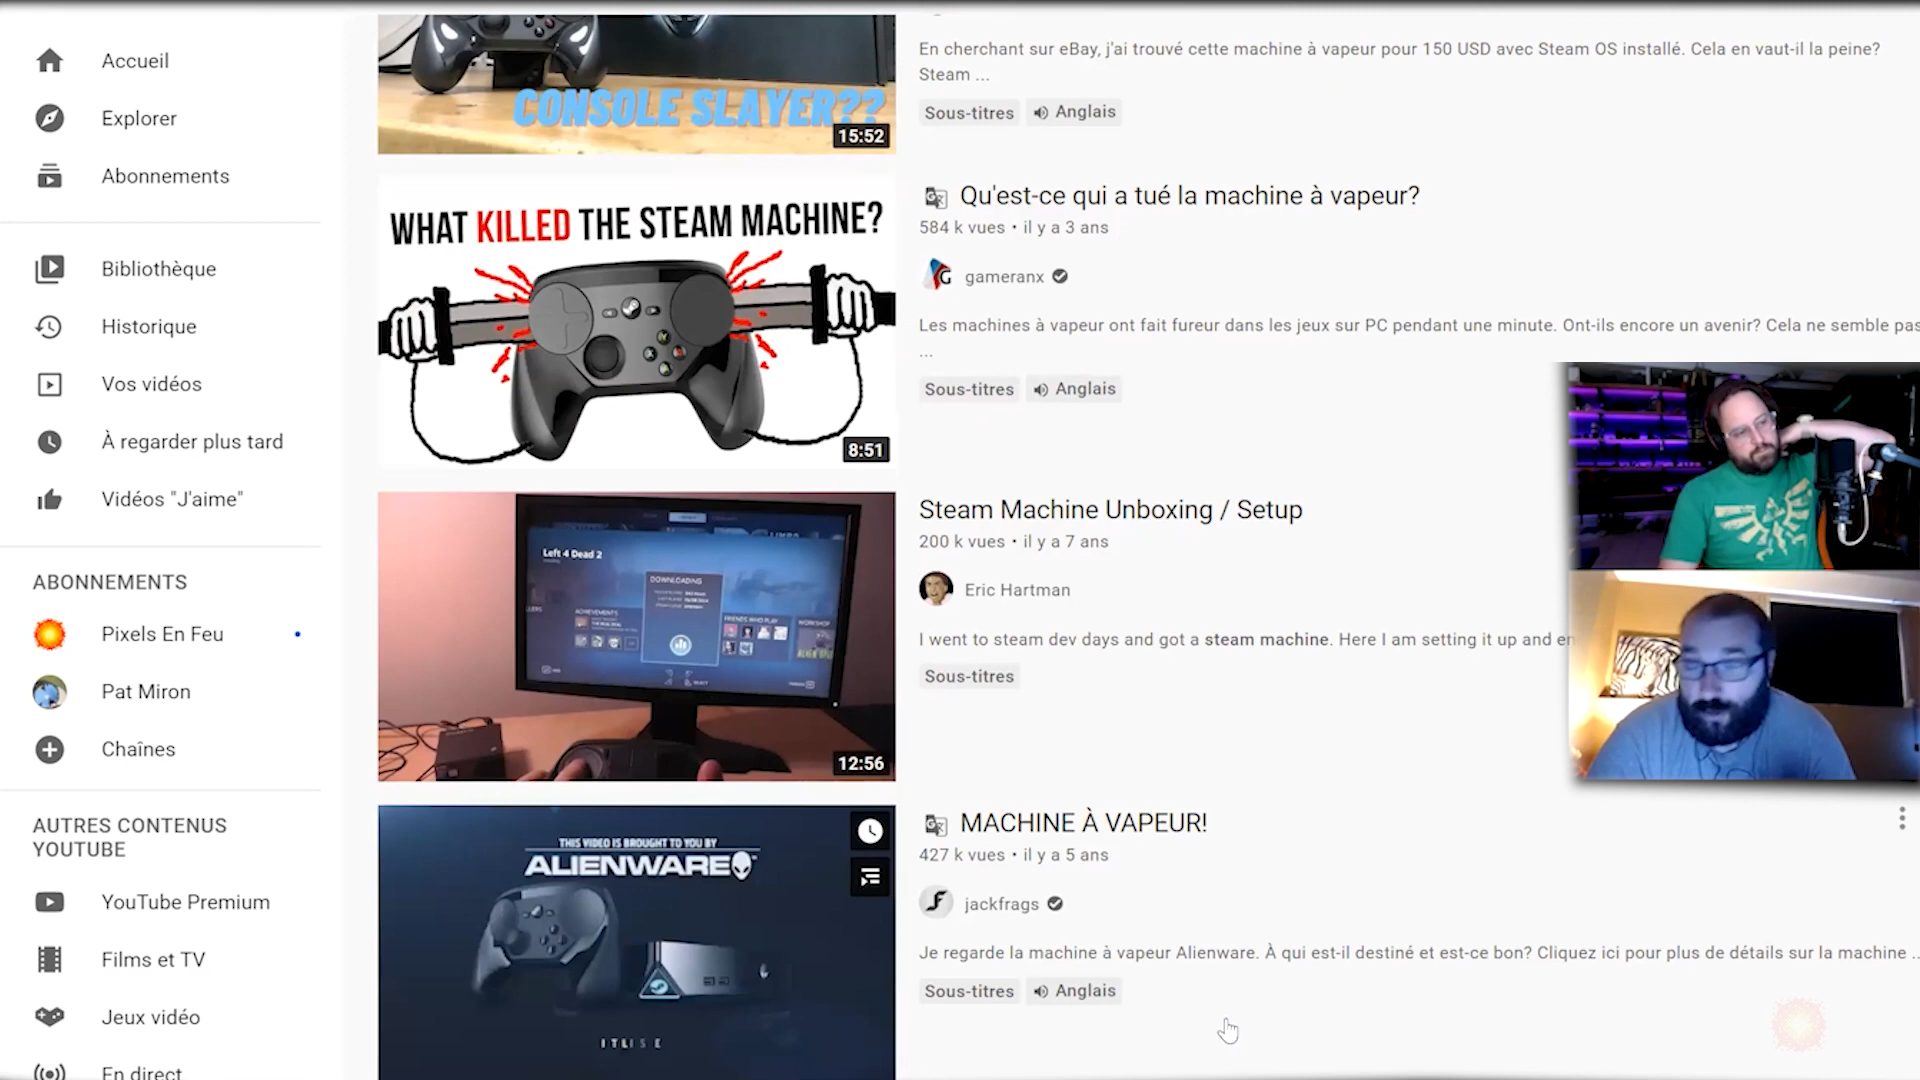 Accueil
Explorer
Abonnements
Bibliothèque
Historique
Vos vidéos
À regarder plus tard
Vidéos "J'aime"
ABONNEMENTS
Pixels En Feu
Pat Miron
Chaînes
AUTRES CONTENUS
YOUTUBE
YouTube Premium
Films et TV
Jeux vidéo
En direct
CONSOLE SLAYER??
15:52
En cherchant sur eBay, j'ai trouvé cette machine à vapeur pour 150 USD avec Steam OS installé. Cela en vaut-il la peine?
Steam ...
Sous-titres Anglais
WHAT KILLED THE STEAM MACHINE?
8:51
Qu'est-ce qui a tué la machine à vapeur?
584 k vues • il y a 3 ans
gameranx
Les machines à vapeur ont fait fureur dans les jeux sur PC pendant une minute. Ont-ils encore un avenir? Cela ne semble pas
...
Sous-titres Anglais
Left 4 Dead 2
DOWNLOADING
ACHIEVEMENTS
FRIENDS WHO PLAY
WORKSHOP
12:56
Steam Machine Unboxing / Setup
200 k vues • il y a 7 ans
Eric Hartman
I went to steam dev days and got a steam machine. Here I am setting it up and en
Sous-titres
THIS VIDEO IS BROUGHT TO YOU BY
ALIENWARE
MACHINE À VAPEUR!
427 k vues • il y a 5 ans
jackfrags
Je regarde la machine à vapeur Alienware. À qui est-il destiné et est-ce bon? Cliquez ici pour plus de détails sur la machine ...
Sous-titres Anglais